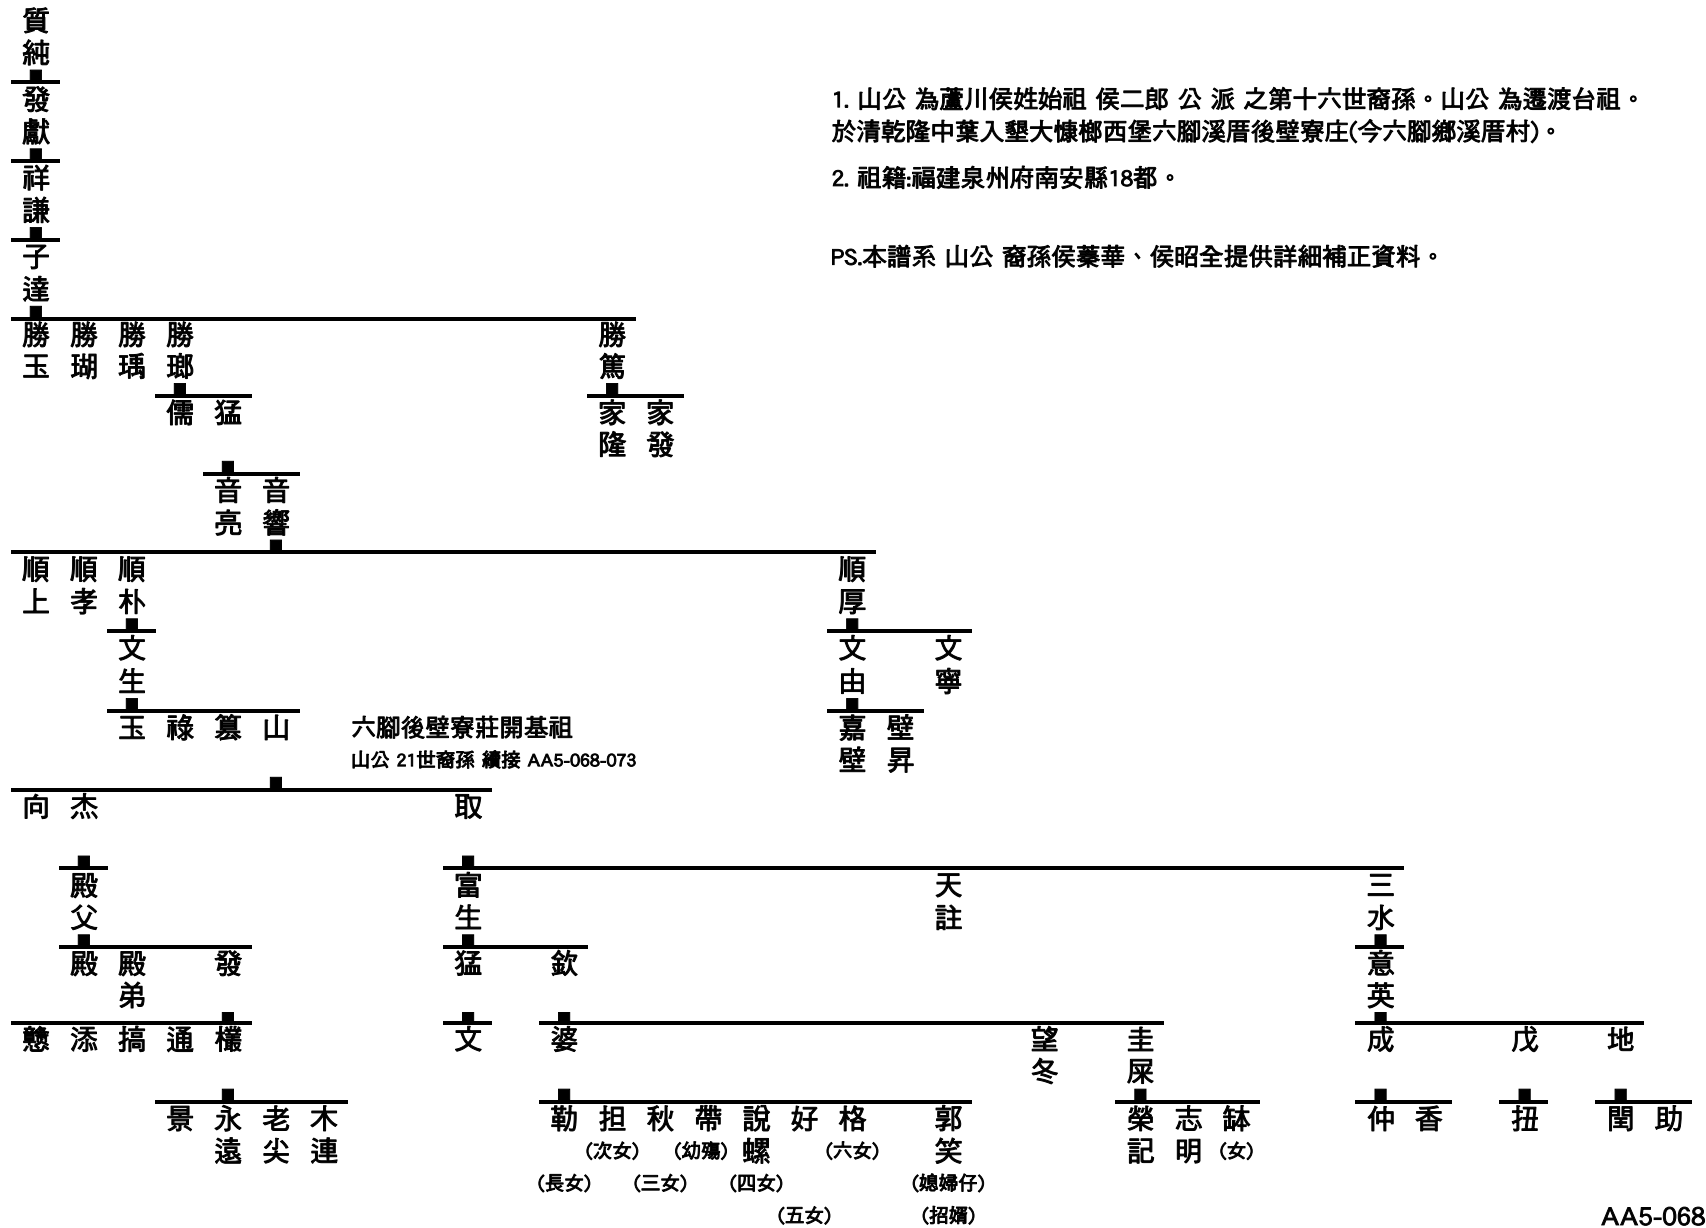 質純
發獻
1. 山公 為蘆川侯姓始祖 侯二郎 公 派 之第十六世裔孫。山公 為遷渡台祖。
於清乾隆中葉入墾大槺榔西堡六腳溪厝後壁寮庄(今六腳鄉溪厝村)。
祥謙
2. 祖籍:福建泉州府南安縣18都。
子達
PS.本譜系 山公 裔孫侯蓁華、侯昭全提供詳細補正資料。
勝玉 勝瑚 勝瑀 勝瑯 勝篤
儒 猛 家隆 家發
音亮 音響
順上 順孝 順朴 順厚
文生 文由 文寧
玉 祿 簒 山 六腳後壁寮莊開基祖 嘉壁 壁昇
山公 21世裔孫 續接 AA5-068-073
向 杰 取
殿父 富生 天註 三水
殿 殿弟 發 猛 欽 意英
戇 添 搞 通 欉 文 婆 望冬 圭屎 成 戊 地
景 永遠 老尖 木連 勒 担 秋 帶 說螺 好 格 郭笑 榮記 志明 缽 仲 香 扭 閏 助
(次女) (幼殤) (六女) (女)
(長女) (三女) (四女) (媳婦仔)
(五女) (招婿)
AA5-068